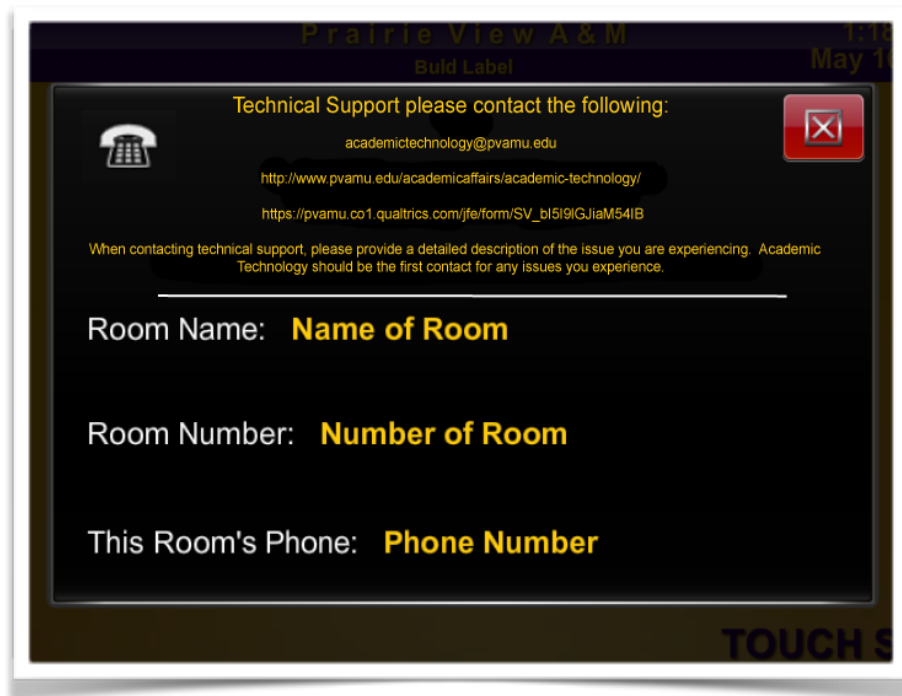 Prairie View A&M
1:18
Buld Label
May 10
Technical Support please contact the following:
academictechnology@pvamu.edu
http://www.pvamu.edu/academicaffairs/academic-technology/
https://pvamu.co1.qualtrics.com/jfe/form/SV_bI5I9IGJiaM54IB
When contacting technical support, please provide a detailed description of the issue you are experiencing. Academic
Technology should be the first contact for any issues you experience.
Room Name: Name of Room
Room Number: Number of Room
This Room's Phone: Phone Number
TOUCH S